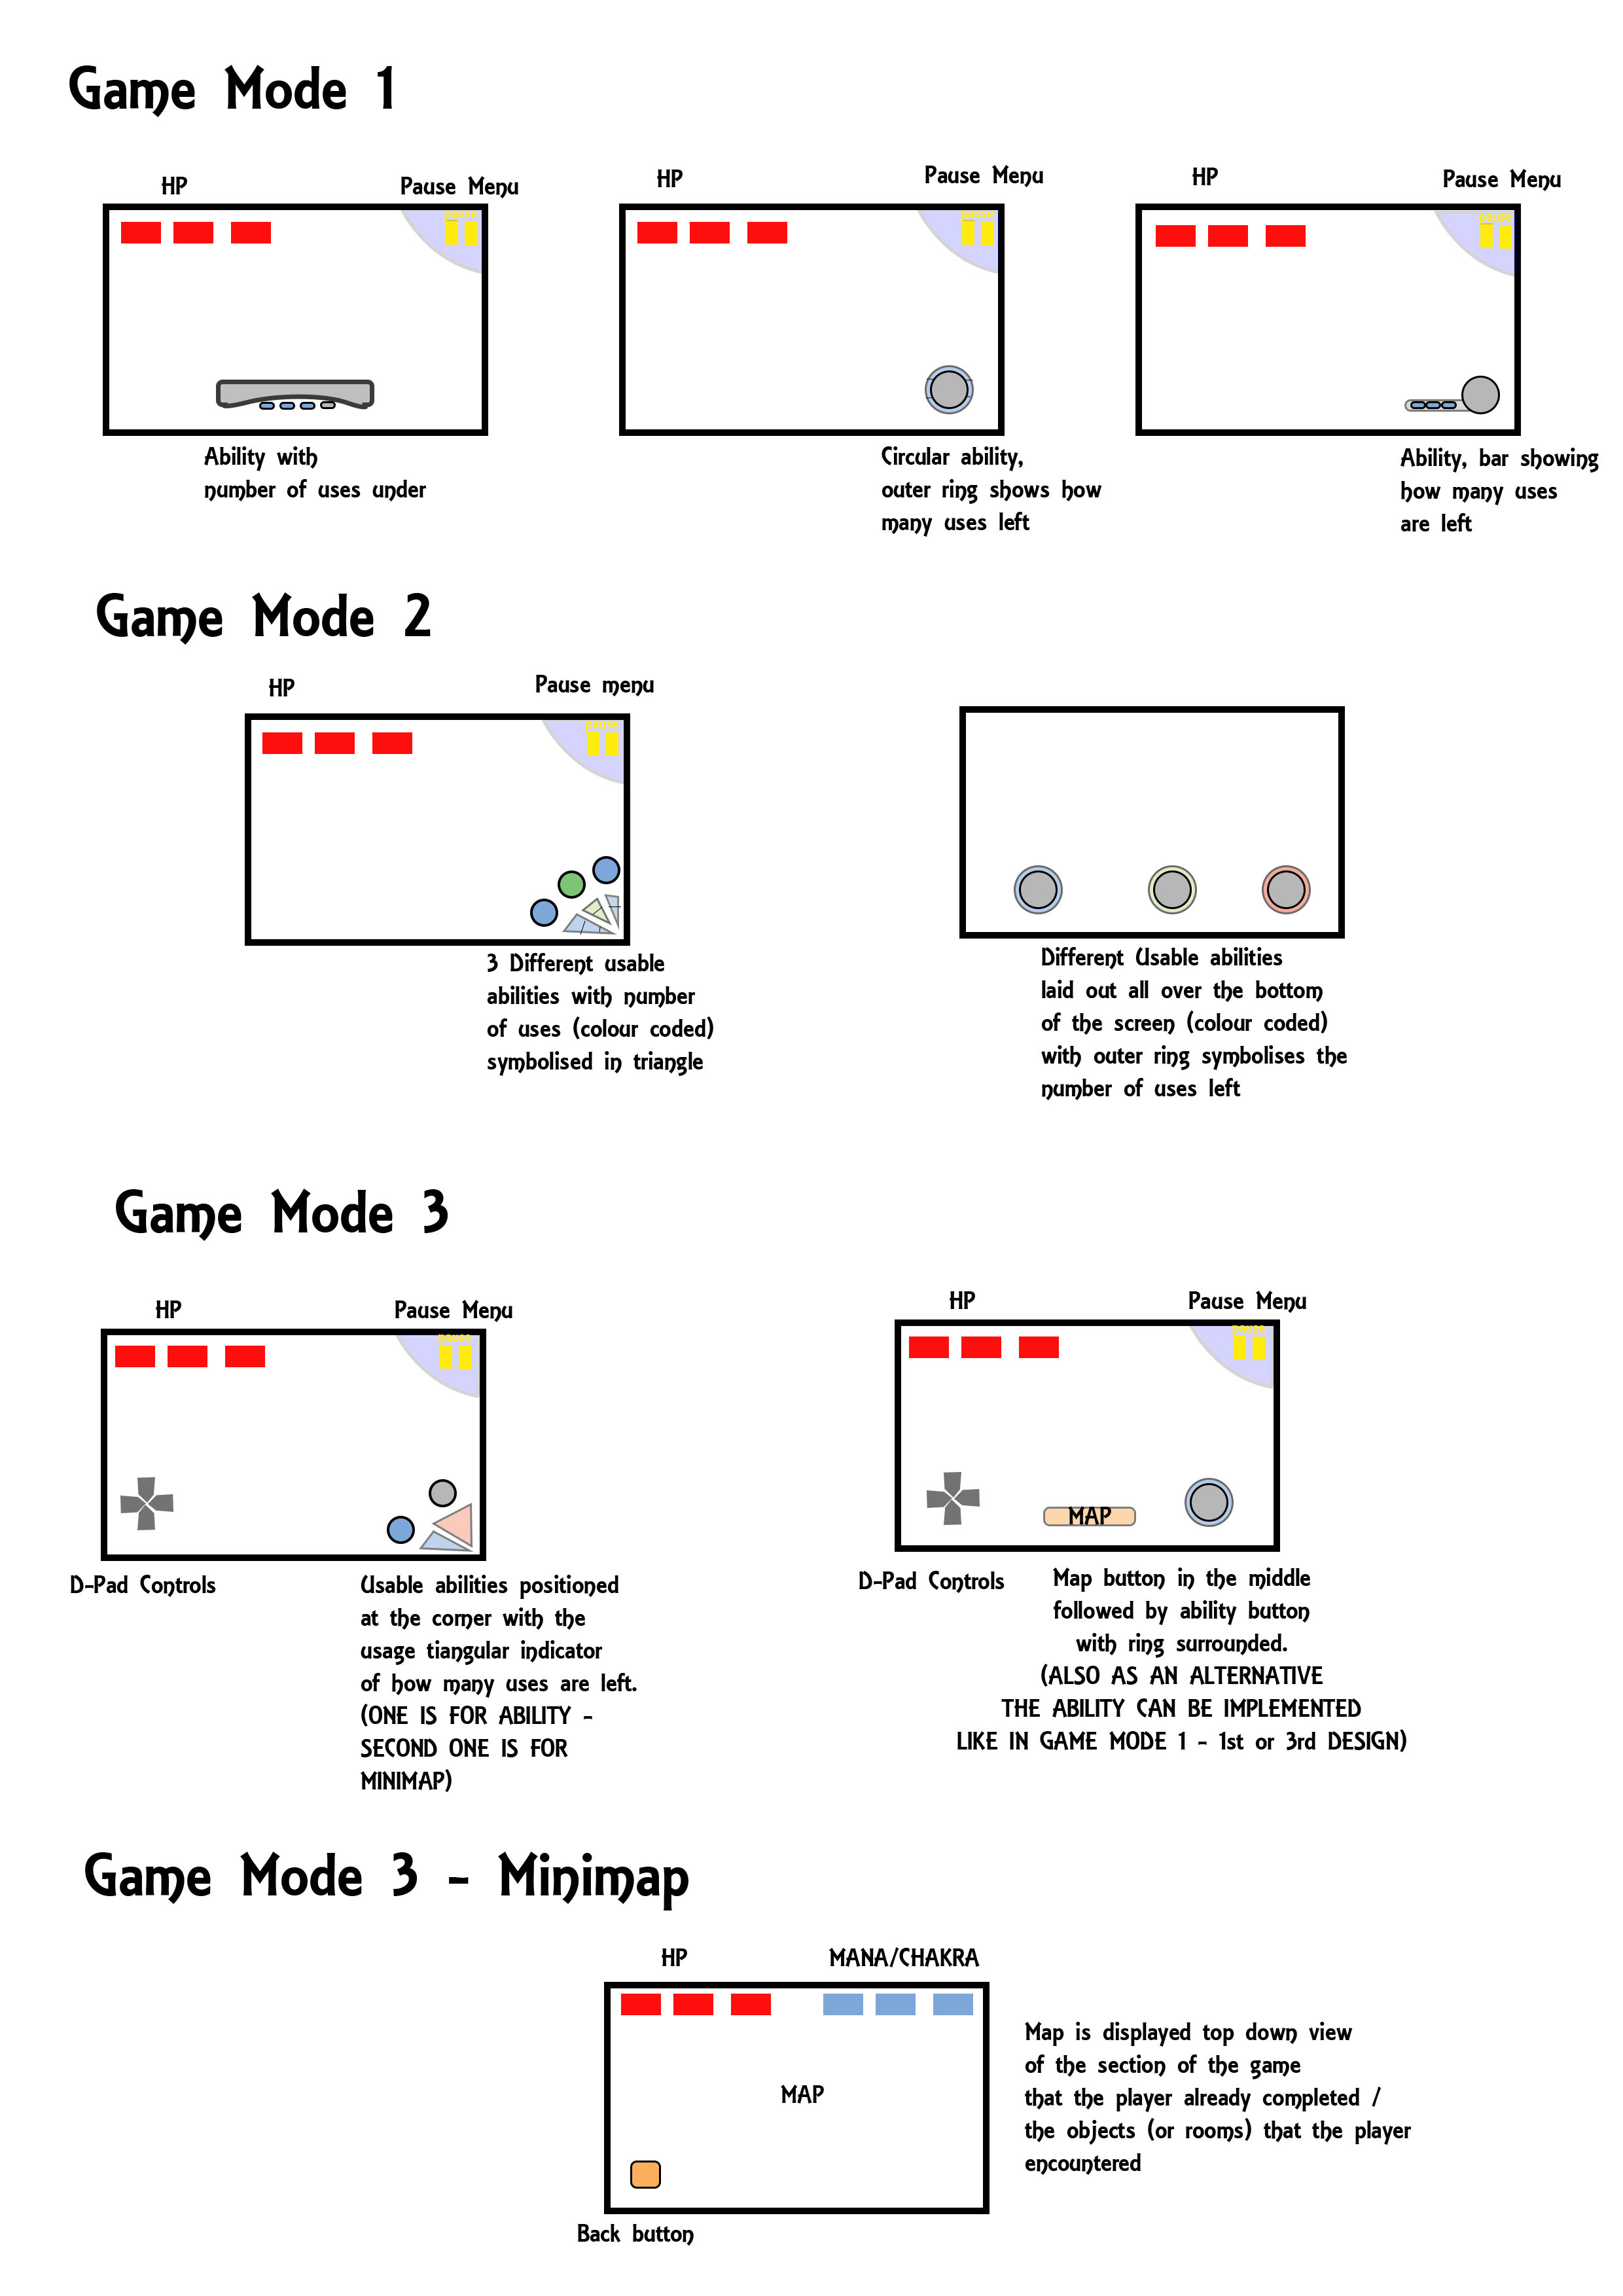 Game Mode 1
HP
Pause Menu
HP
Pause Menu
HP
Pause Menu
pause
pause
pause
Ability with
number of uses under
Circular ability,
outer ring shows how
many uses left
Ability, bar showing
how many uses
are left
Game Mode 2
HP
Pause menu
pause
3 Different usable
abilities with number
of uses (colour coded)
symbolised in triangle
Different Usable abilities
laid out all over the bottom
of the screen (colour coded)
with outer ring symbolises the
number of uses left
Game Mode 3
HP
Pause Menu
pause
HP
Pause Menu
pause
MAP
D-Pad Controls
Usable abilities positioned
at the corner with the
usage tiangular indicator
of how many uses are left.
(ONE IS FOR ABILITY -
SECOND ONE IS FOR
MINIMAP)
D-Pad Controls
Map button in the middle
followed by ability button
with ring surrounded.
(ALSO AS AN ALTERNATIVE
THE ABILITY CAN BE IMPLEMENTED
LIKE IN GAME MODE 1 - 1st or 3rd DESIGN)
Game Mode 3 - Minimap
HP
MANA/CHAKRA
MAP
Map is displayed top down view
of the section of the game
that the player already completed /
the objects (or rooms) that the player
encountered
Back button